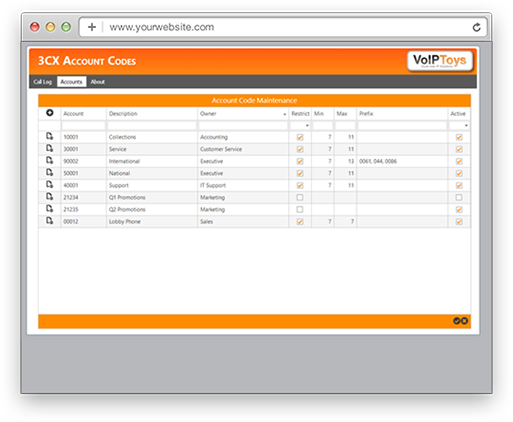 www.yourwebsite.com
3CX ACCOUNT CODES
VoIPToys
Call Log Accounts About
Account Code Maintenance
Account Description Owner Restrict Min Max Prefix Active
10001 Collections Accounting 7 11
30001 Service Customer Service 7 11
90002 International Executive 7 13 0061, 044, 0086
50001 National Executive 7 11
40001 Support IT Support 7 11
21234 Q1 Promotions Marketing
21235 Q2 Promotions Marketing
00012 Lobby Phone Sales 7 7